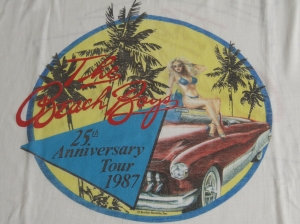 The
Beach Boys
25th
Anniversary
Tour
1987